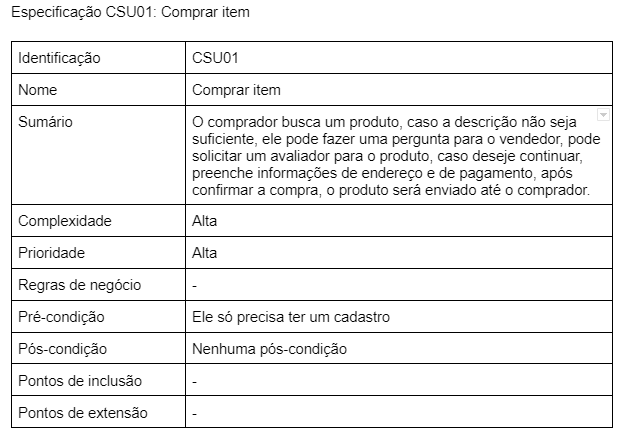 Especificação CSU01: Comprar item
Identificação CSU01
Nome Comprar item
Sumário O comprador busca um produto, caso a descrição não seja
suficiente, ele pode fazer uma pergunta para o vendedor, pode
solicitar um avaliador para o produto, caso deseje continuar,
preenche informações de endereço e de pagamento, após
confirmar a compra, o produto será enviado até o comprador.
Complexidade Alta
Prioridade Alta
Regras de negócio -
Pré-condição Ele só precisa ter um cadastro
Pós-condição Nenhuma pós-condição
Pontos de inclusão -
Pontos de extensão -